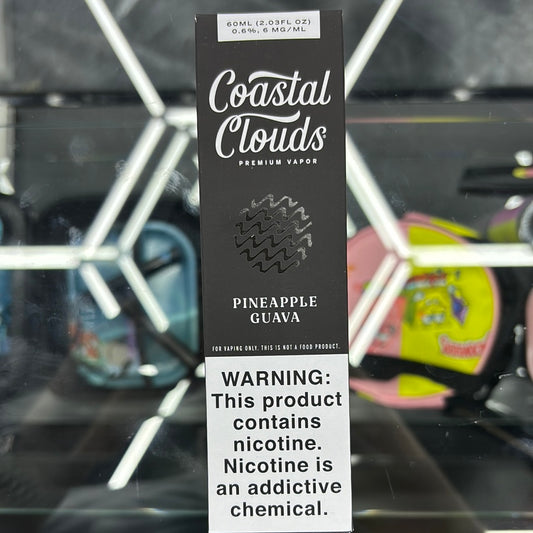 60ML (2.03FL OZ)
0.6%, 6 MG/ML
Coastal
Clouds
PREMIUM VAPOR
PINEAPPLE
GUAVA
FOR VAPING ONLY. THIS IS NOT A FOOD PRODUCT.
WARNING:
This product
contains
nicotine.
Nicotine is
an addictive
chemical.